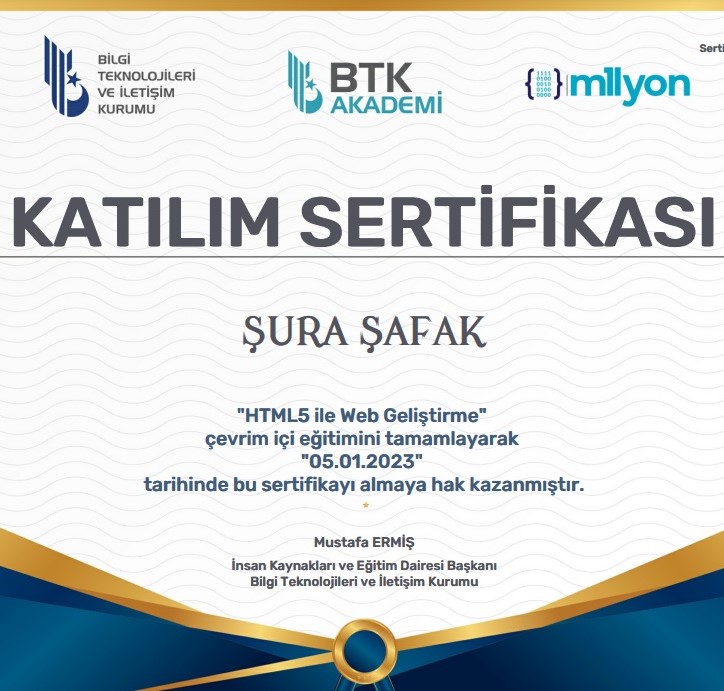 BİLGİ
TEKNOLOJİLERİ
VE İLETİŞİM
KURUMU
BTK
AKADEMİ
1111
0101
0010
0100
0000
m1lyon
Serti
KATILIM SERTİFİKASI
ŞURA ŞAFAK
"HTML5 ile Web Geliştirme"
çevrim içi eğitimini tamamlayarak
"05.01.2023"
tarihinde bu sertifikayı almaya hak kazanmıştır.
Mustafa ERMİŞ
İnsan Kaynakları ve Eğitim Dairesi Başkanı
Bilgi Teknolojileri ve İletişim Kurumu